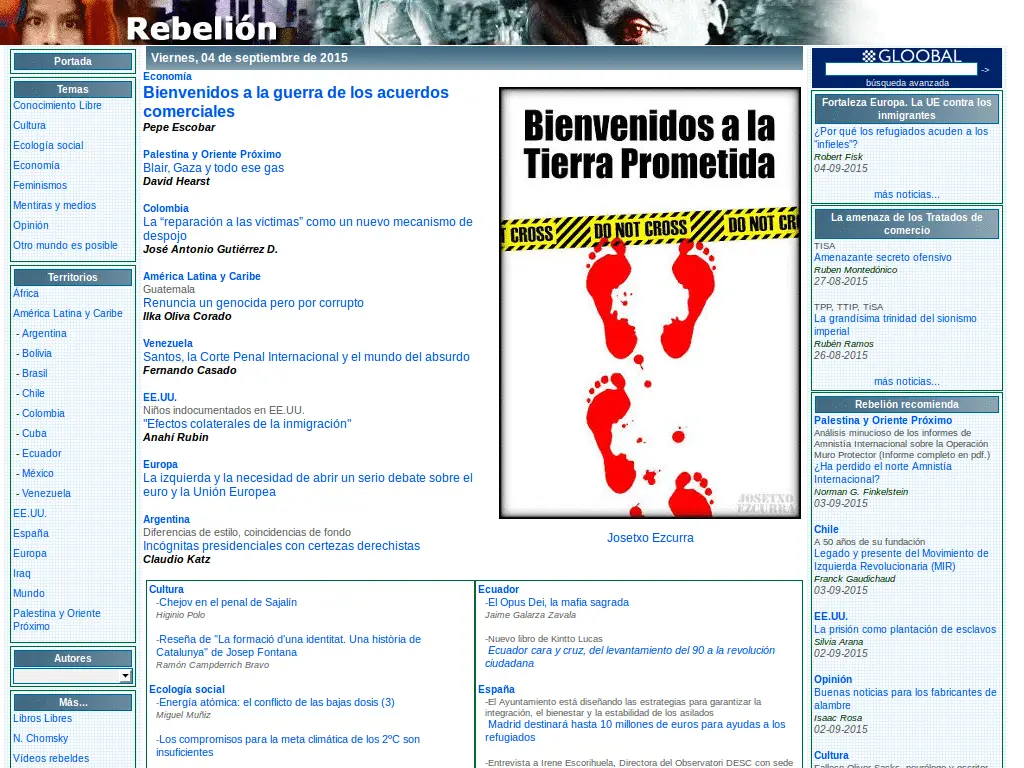 Rebelión
Portada
Temas
Conocimiento Libre
Cultura
Ecología social
Economía
Feminismos
Mentiras y medios
Opinión
Otro mundo es posible
Territorios
África
América Latina y Caribe
- Argentina
- Bolivia
- Brasil
- Chile
- Colombia
- Cuba
- Ecuador
- México
- Venezuela
EE.UU.
España
Europa
Iraq
Mundo
Palestina y Oriente
Próximo
Autores
Más...
Libros Libres
N. Chomsky
Vídeos rebeldes
Viernes, 04 de septiembre de 2015
Economía
Bienvenidos a la guerra de los acuerdos
comerciales
Pepe Escobar
Palestina y Oriente Próximo
Blair, Gaza y todo ese gas
David Hearst
Colombia
La “reparación a las víctimas” como un nuevo mecanismo de
despojo
José Antonio Gutiérrez D.
América Latina y Caribe
Guatemala
Renuncia un genocida pero por corrupto
Ilka Oliva Corado
Venezuela
Santos, la Corte Penal Internacional y el mundo del absurdo
Fernando Casado
EE.UU.
Niños indocumentados en EE.UU.
"Efectos colaterales de la inmigración"
Anahí Rubin
Europa
La izquierda y la necesidad de abrir un serio debate sobre el
euro y la Unión Europea
Argentina
Diferencias de estilo, coincidencias de fondo
Incógnitas presidenciales con certezas derechistas
Claudio Katz
Bienvenidos a la
Tierra Prometida
CROSS DO NOT CROSS DO NOT CR
JOSETXO
EZCURRA
Josetxo Ezcurra
Cultura
-Chejov en el penal de Sajalín
Higinio Polo
-Reseña de "La formació d'una identitat. Una història de
Catalunya" de Josep Fontana
Ramón Campderrich Bravo
Ecología social
-Energía atómica: el conflicto de las bajas dosis (3)
Miguel Muñiz
-Los compromisos para la meta climática de los 2ºC son
insuficientes
Ecuador
-El Opus Dei, la mafia sagrada
Jaime Galarza Zavala
-Nuevo libro de Kintto Lucas
Ecuador cara y cruz, del levantamiento del 90 a la revolución
ciudadana
España
-El Ayuntamiento está diseñando las estrategias para garantizar la
integración, el bienestar y la estabilidad de los asilados
Madrid destinará hasta 10 millones de euros para ayudas a los
refugiados
-Entrevista a Irene Escorihuela, Directora del Observatori DESC con sede
GLOOBAL
->
búsqueda avanzada
Fortaleza Europa. La UE contra los
inmigrantes
¿Por qué los refugiados acuden a los
“infieles”?
Robert Fisk
04-09-2015
más noticias...
La amenaza de los Tratados de
comercio
TISA
Amenazante secreto ofensivo
Ruben Montedónico
27-08-2015
TPP, TTIP, TiSA
La grandísima trinidad del sionismo
imperial
Rubén Ramos
26-08-2015
más noticias...
Rebelión recomienda
Palestina y Oriente Próximo
Análisis minucioso de los informes de
Amnistía Internacional sobre la Operación
Muro Protector (Informe completo en pdf.)
¿Ha perdido el norte Amnistía
Internacional?
Norman G. Finkelstein
03-09-2015
Chile
A 50 años de su fundación
Legado y presente del Movimiento de
Izquierda Revolucionaria (MIR)
Franck Gaudichaud
03-09-2015
EE.UU.
La prisión como plantación de esclavos
Silvia Arana
02-09-2015
Opinión
Buenas noticias para los fabricantes de
alambre
Isaac Rosa
02-09-2015
Cultura
Fallece Oliver Sacks, neurólogo y escritor